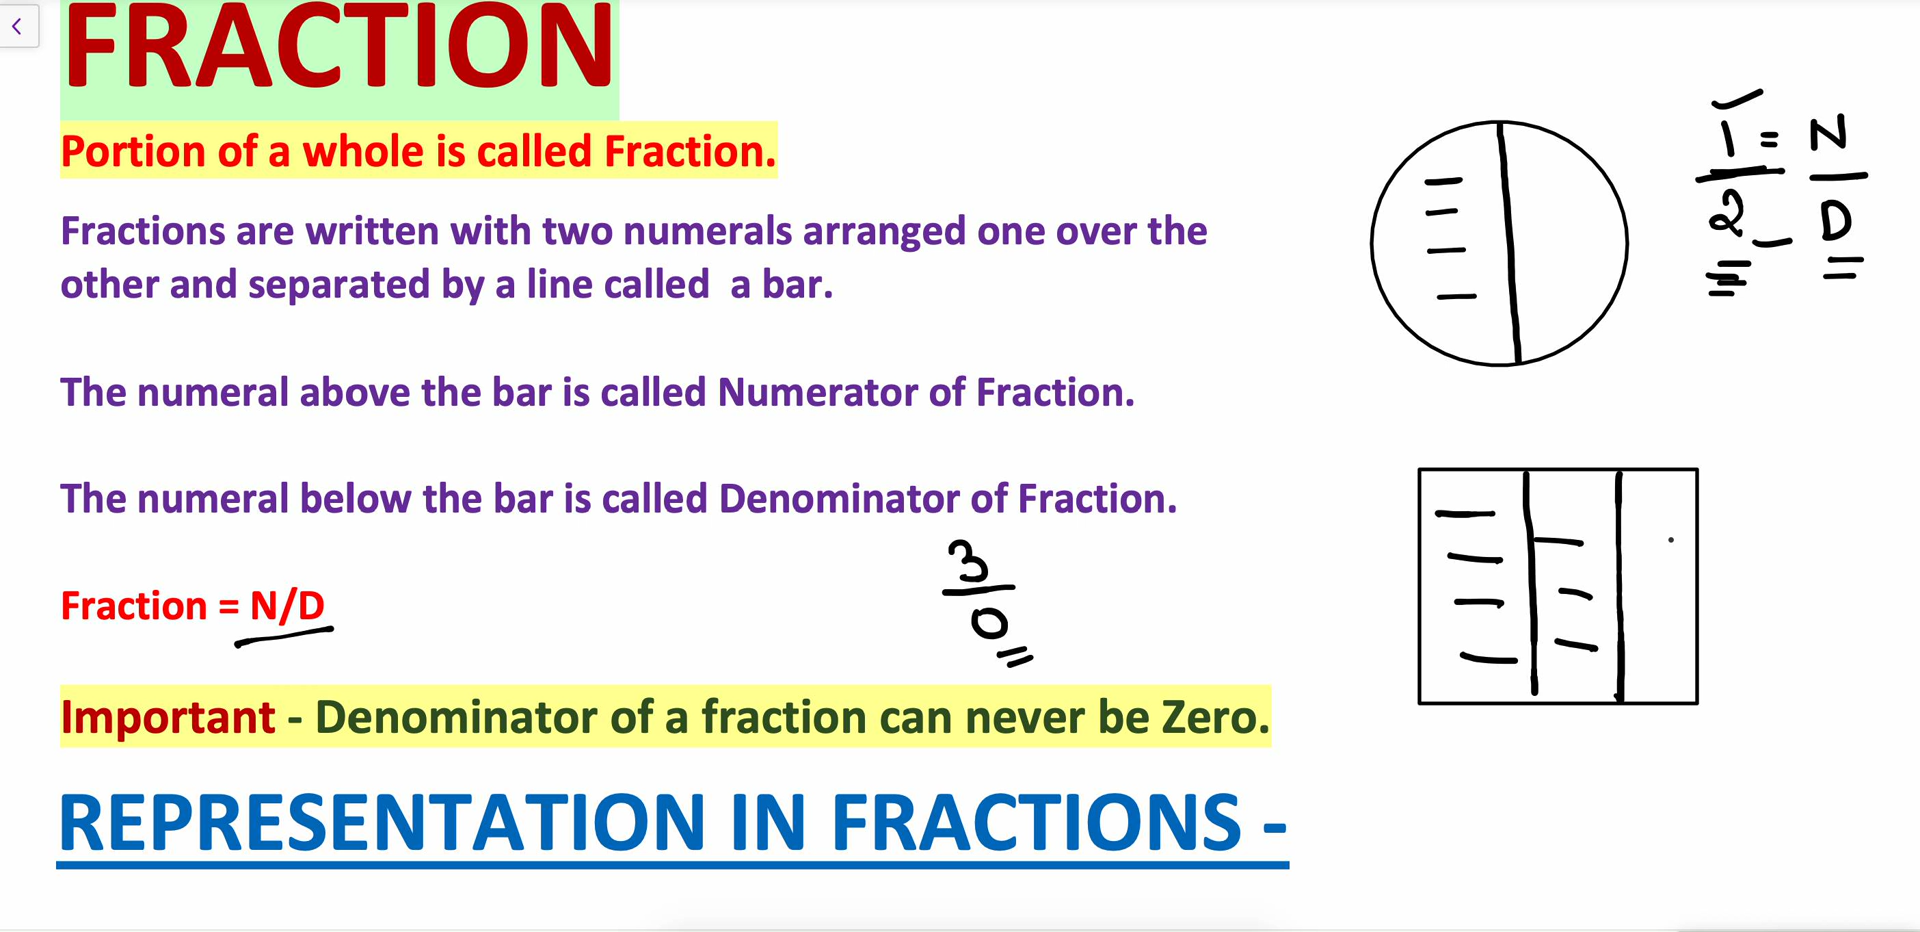 FRACTION
Portion of a whole is called Fraction.
Fractions are written with two numerals arranged one over the
other and separated by a line called a bar.
The numeral above the bar is called Numerator of Fraction.
The numeral below the bar is called Denominator of Fraction.
Fraction = N/D
3
0
Important - Denominator of a fraction can never be Zero.
REPRESENTATION IN FRACTIONS -
1 = N
2 D